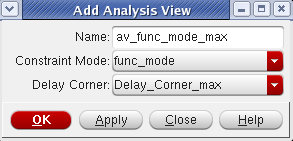 Add Analysis View
Name: av_func_mode_max
Constraint Mode: func_mode
Delay Corner: Delay_Corner_max
OK Apply Close Help